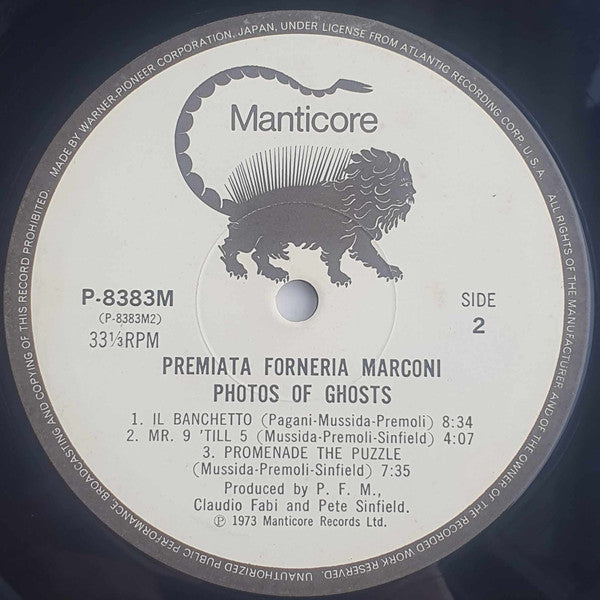 MADE BY WARNER-PIONEER CORPORATION, JAPAN, UNDER LICENSE FROM ATLANTIC RECORDING CORP., U. S. A.
ALL RIGHTS OF THE MANUFACTURER AND OF THE OWNER OF THE RECORDED WORK RESERVED.
UNAUTHORIZED PUBLIC PERFORMANCE, BROADCASTING AND COPYING OF THIS RECORD PROHIBITED.
Manticore
P-8383M
(P-8383M2)
33⅓RPM
SIDE
2
PREMIATA FORNERIA MARCONI
PHOTOS OF GHOSTS
1. IL BANCHETTO (Pagani-Mussida-Premoli) 8:34
2. MR. 9 'TILL 5 (Mussida-Premoli-Sinfield) 4:07
3. PROMENADE THE PUZZLE
(Mussida-Premoli-Sinfield) 7:35
Produced by P. F. M.,
Claudio Fabi and Pete Sinfield.
℗ 1973 Manticore Records Ltd.